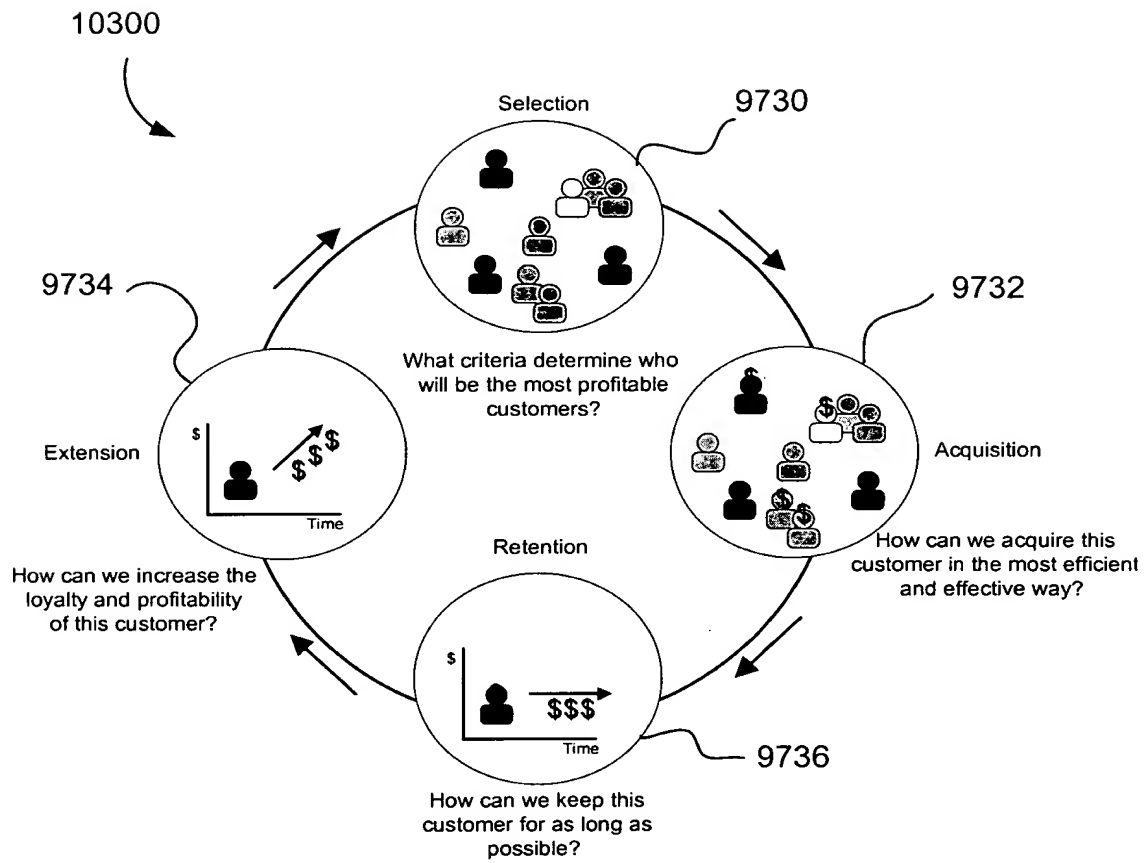 10300
Selection
9730
9734
9732
What criteria determine who
will be the most profitable
customers?
$
$
Extension
$
$ $ $
Time
Acquisition
$
$
Retention
How can we acquire this
customer in the most efficient
and effective way?
How can we increase the
loyalty and profitability
of this customer?
$
$$$
Time
9736
How can we keep this
customer for as long as
possible?